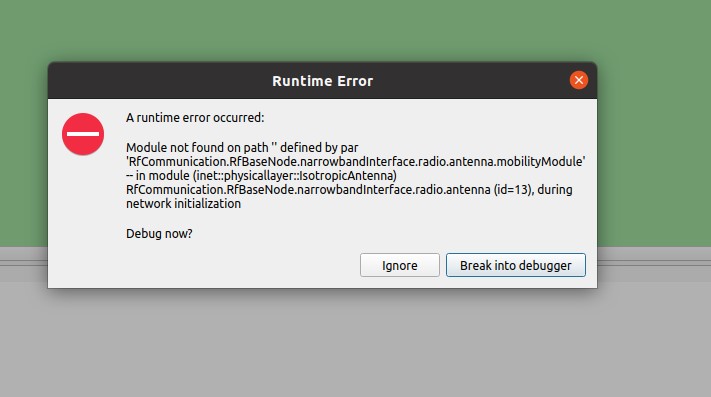 Runtime Error
A runtime error occurred:
Module not found on path '' defined by par
'RfCommunication.RfBaseNode.narrowbandInterface.radio.antenna.mobilityModule'
-- in module (inet::physicallayer::IsotropicAntenna)
RfCommunication.RfBaseNode.narrowbandInterface.radio.antenna (id=13), during
network initialization
Debug now?
Ignore
Break into debugger